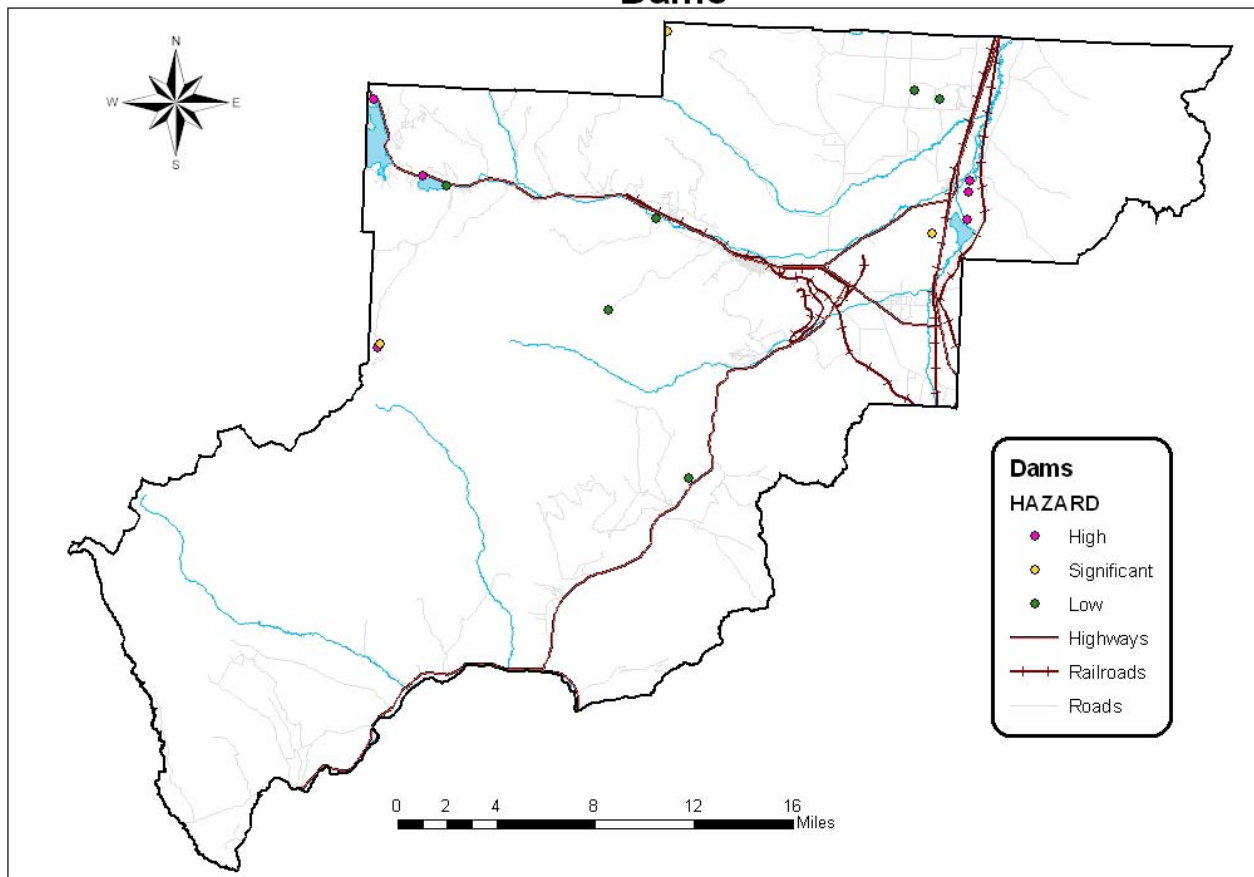 Dams
N
W E
S
Dams
HAZARD
High
Significant
Low
Highways
Railroads
Roads
0 2 4 8 12 16
Miles